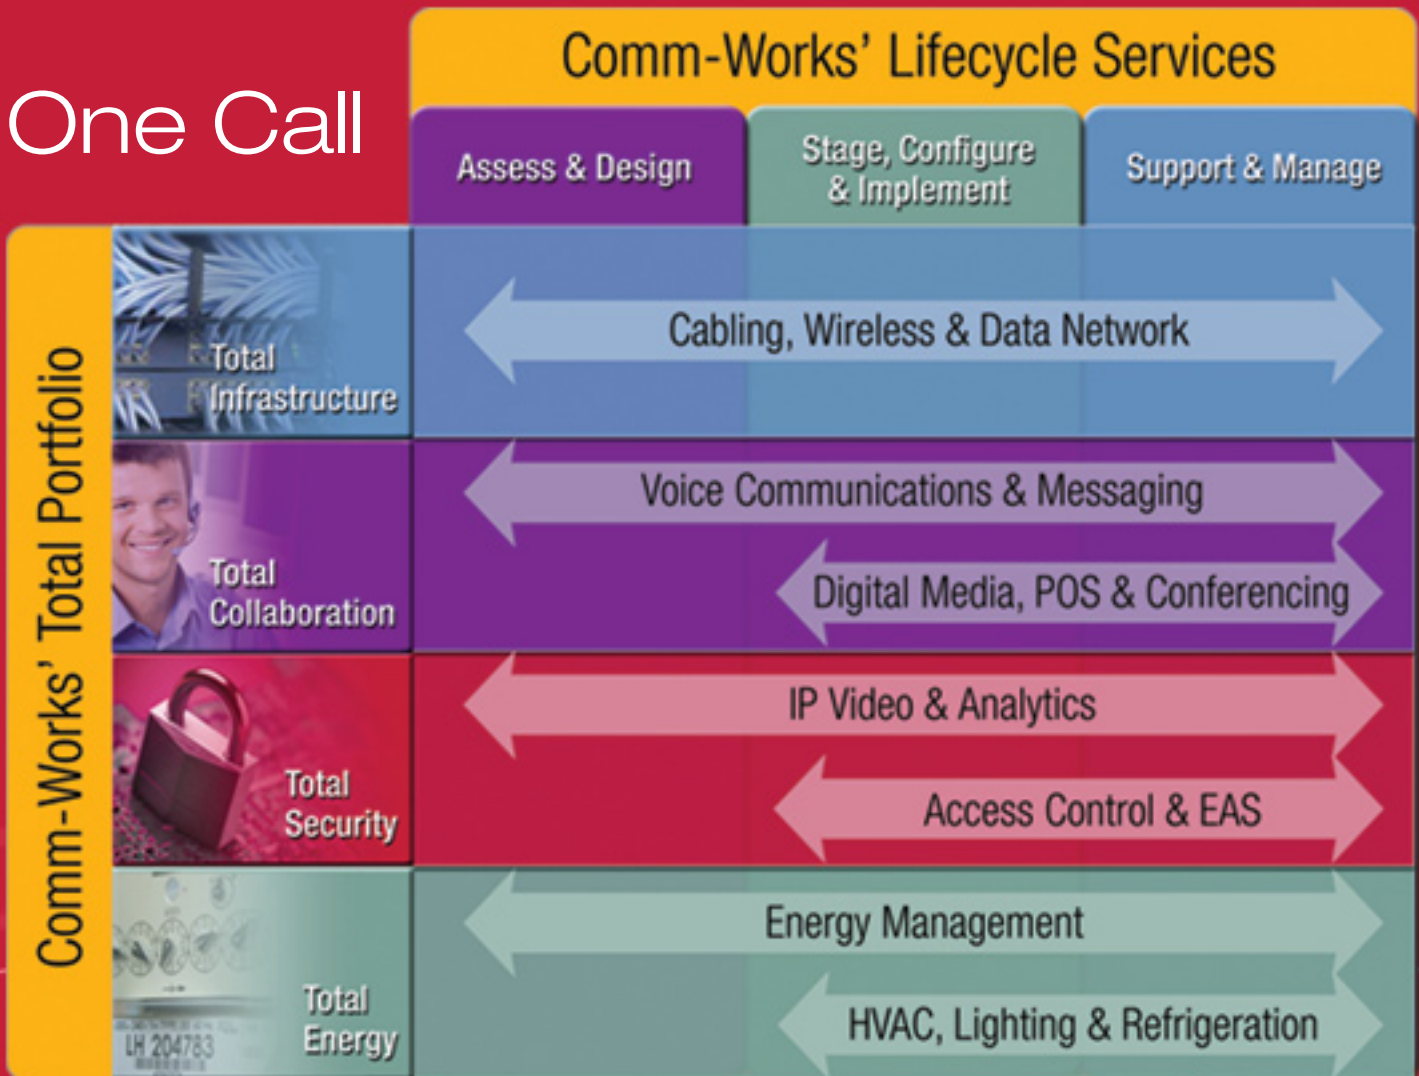 One Call
Comm-Works' Lifecycle Services
Assess & Design
Stage, Configure
& Implement
Support & Manage
Comm-Works' Total Portfolio
Total
Infrastructure
Cabling, Wireless & Data Network
Total
Collaboration
Voice Communications & Messaging
Digital Media, POS & Conferencing
Total
Security
IP Video & Analytics
Access Control & EAS
Total
Energy
LH 204783
Energy Management
HVAC, Lighting & Refrigeration